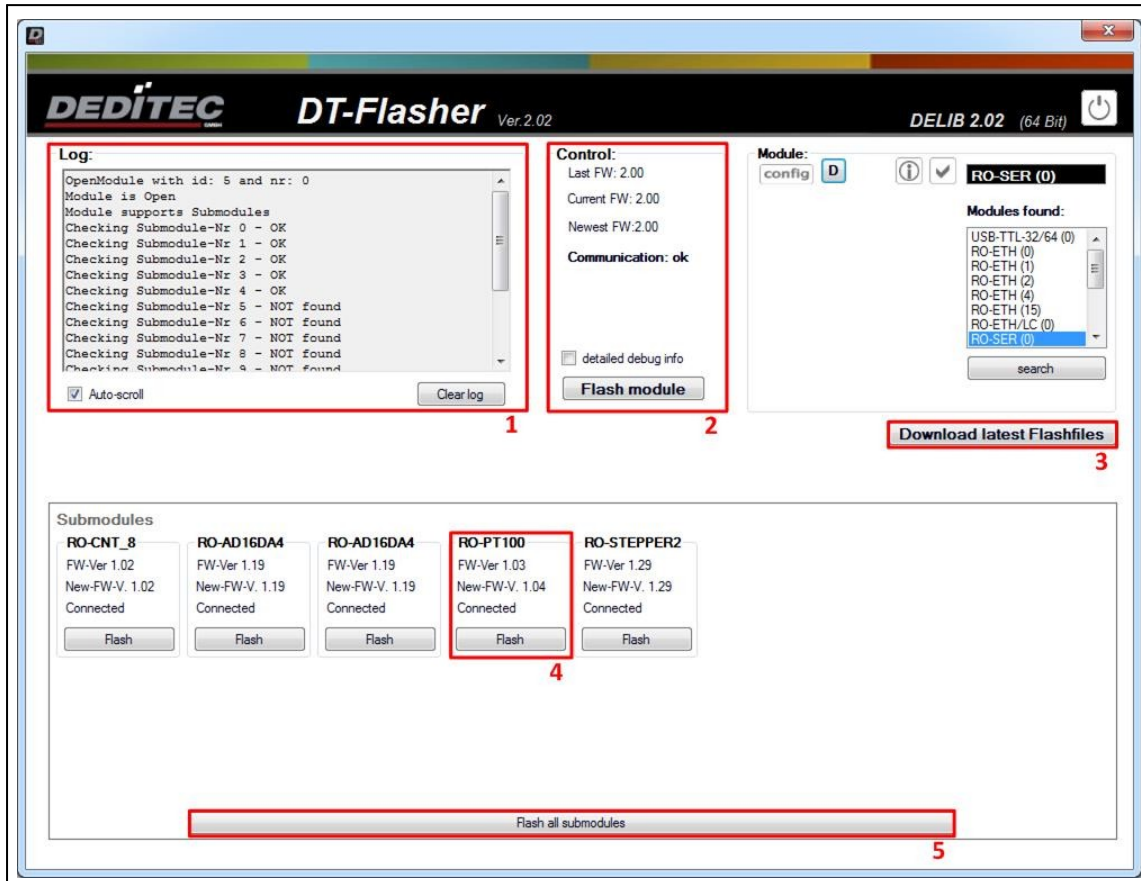 DEDITEC
GMBH
DT-Flasher Ver.2.02
DELIB 2.02 (64 Bit)
Log:
OpenModule with id: 5 and nr: 0
Module is Open
Module supports Submodules
Checking Submodule-Nr 0 - OK
Checking Submodule-Nr 1 - OK
Checking Submodule-Nr 2 - OK
Checking Submodule-Nr 3 - OK
Checking Submodule-Nr 4 - OK
Checking Submodule-Nr 5 - NOT found
Checking Submodule-Nr 6 - NOT found
Checking Submodule-Nr 7 - NOT found
Checking Submodule-Nr 8 - NOT found
Checking Submodule-Nr 9 - NOT found
Auto-scroll
Clear log
1
Control:
Last FW: 2.00
Current FW: 2.00
Newest FW:2.00
Communication: ok
detailed debug info
Flash module
2
Module:
config
D
RO-SER (0)
Modules found:
USB-TTL-32/64 (0)
RO-ETH (0)
RO-ETH (1)
RO-ETH (2)
RO-ETH (4)
RO-ETH (15)
RO-ETH/LC (0)
RO-SER (0)
search
Download latest Flashfiles
3
Submodules
RO-CNT_8
FW-Ver 1.02
New-FW-V. 1.02
Connected
Flash
RO-AD16DA4
FW-Ver 1.19
New-FW-V. 1.19
Connected
Flash
RO-AD16DA4
FW-Ver 1.19
New-FW-V. 1.19
Connected
Flash
RO-PT100
FW-Ver 1.03
New-FW-V. 1.04
Connected
Flash
4
RO-STEPPER2
FW-Ver 1.29
New-FW-V. 1.29
Connected
Flash
Flash all submodules
5